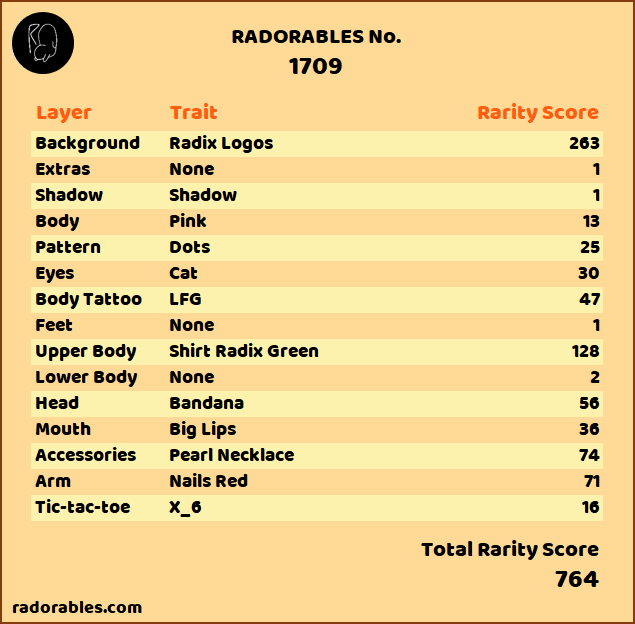 RADORABLES No.
1709
Layer Trait Rarity Score
Background Radix Logos 263
Extras None 1
Shadow Shadow 1
Body Pink 13
Pattern Dots 25
Eyes Cat 30
Body Tattoo LFG 47
Feet None 1
Upper Body Shirt Radix Green 128
Lower Body None 2
Head Bandana 56
Mouth Big Lips 36
Accessories Pearl Necklace 74
Arm Nails Red 71
Tic-tac-toe X_6 16
Total Rarity Score
764
radorables.com